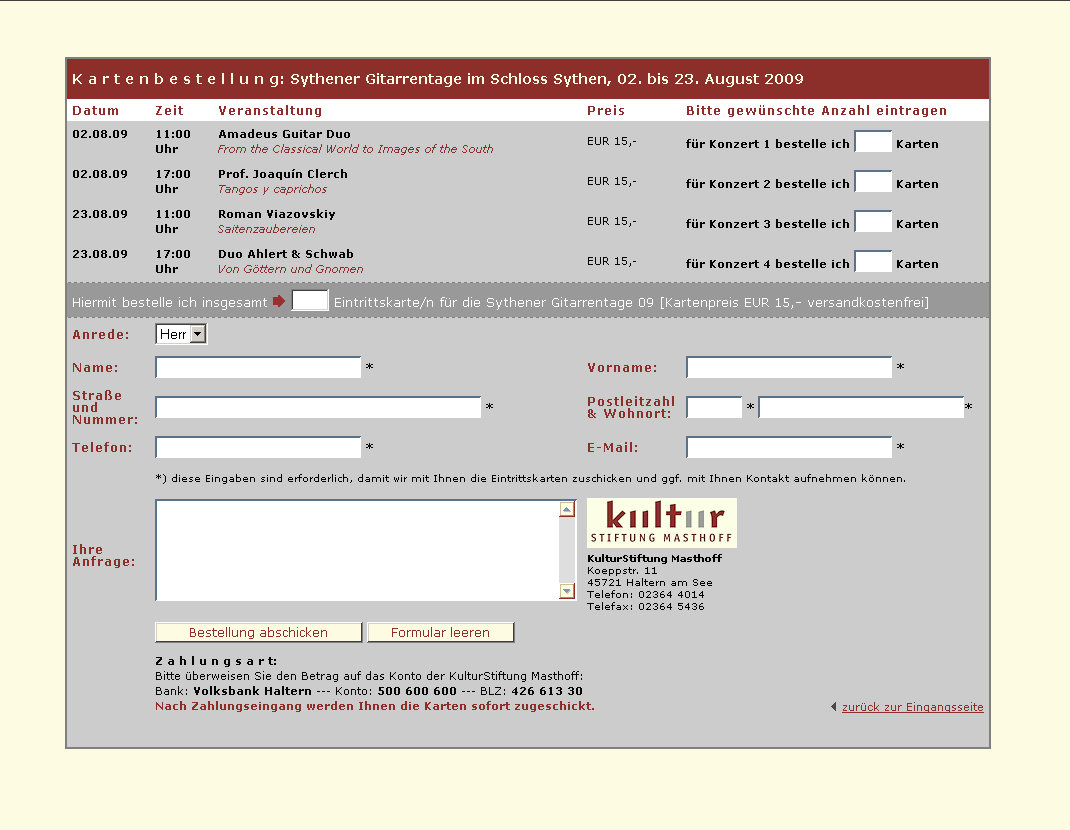 Kartenbestellung: Sythener Gitarrentage im Schloss Sythen, 02. bis 23. August 2009
Datum Zeit Veranstaltung Preis Bitte gewünschte Anzahl eintragen
02.08.09 11:00 Uhr Amadeus Guitar Duo
From the Classical World to Images of the South
EUR 15,- für Konzert 1 bestelle ich Karten
02.08.09 17:00 Uhr Prof. Joaquín Clerch
Tangos y caprichos
EUR 15,- für Konzert 2 bestelle ich Karten
23.08.09 11:00 Uhr Roman Viazovskiy
Saitenzaubereien
EUR 15,- für Konzert 3 bestelle ich Karten
23.08.09 17:00 Uhr Duo Ahlert & Schwab
Von Göttern und Gnomen
EUR 15,- für Konzert 4 bestelle ich Karten
Hiermit bestelle ich insgesamt Eintrittskarte/n für die Sythener Gitarrentage 09 [Kartenpreis EUR 15,- versandkostenfrei]
Anrede: Herr
Name: * Vorname: *
Straße
und
Nummer: *
Postleitzahl
& Wohnort: * *
Telefon: * E-Mail: *
*) diese Eingaben sind erforderlich, damit wir mit Ihnen die Eintrittskarten zuschicken und ggf. mit Ihnen Kontakt aufnehmen können.
Ihre
Anfrage:
kultur
STIFTUNG MASTHOFF
KulturStiftung Masthoff
Koeppstr. 11
45721 Haltern am See
Telefon: 02364 4014
Telefax: 02364 5436
Bestellung abschicken Formular leeren
Zahlungsart:
Bitte überweisen Sie den Betrag auf das Konto der KulturStiftung Masthoff:
Bank: Volksbank Haltern --- Konto: 500 600 600 --- BLZ: 426 613 30
Nach Zahlungseingang werden Ihnen die Karten sofort zugeschickt.
zurück zur Eingangsseite